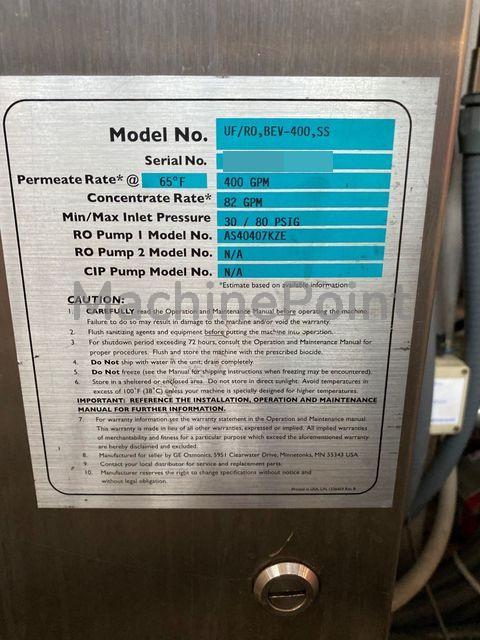 Model No. UF/RO,BEV-400,SS
Serial No.
Permeate Rate* @ 65°F 400 GPM
Concentrate Rate* 82 GPM
Min/Max Inlet Pressure 30 / 80 PSIG
RO Pump 1 Model No. AS40407KZE
RO Pump 2 Model No. N/A
CIP Pump Model No. N/A
*Estimate based on available information
MachinePoint
CAUTION:
1. CAREFULLY read the Operation and Maintenance Manual before operating the machine.
Failure to do so may result in damage to the machine and/or void the warranty.
2. Flush sanitizing agents and equipment before putting the machine into operation.
3. For shutdown period exceeding 72 hours, consult the Operation and Maintenance Manual for
proper procedures. Flush and store the machine with the prescribed biocide.
4. Do Not ship with water in the unit; drain completely.
5. Do Not freeze (see the Manual for shipping instructions when freezing may be encountered).
6. Store in a sheltered or enclosed area. Do not store in direct sunlight. Avoid temperatures in
excess of 100°F (38°C) unless your machine is specially designed for higher temperatures.
IMPORTANT: REFERENCE THE INSTALLATION, OPERATION AND MAINTENANCE
MANUAL FOR FURTHER INFORMATION.
7. For warranty information see the warranty statement in the Operation and Maintenance manual.
This warranty is made in lieu of all other warranties, expressed or implied. All implied warranties
of merchantability and fitness for a particular purpose which exceed the aforementioned warranty
are hereby disclaimed and excluded.
8. Manufactured for seller by GE Osmonics, 5951 Clearwater Drive, Minnetonka, MN 55343 USA
9. Contact your local distributor for service and replacement parts.
10. Manufacturer reserves the right to change specifications without notice and
without legal obligation.
Printed in USA,